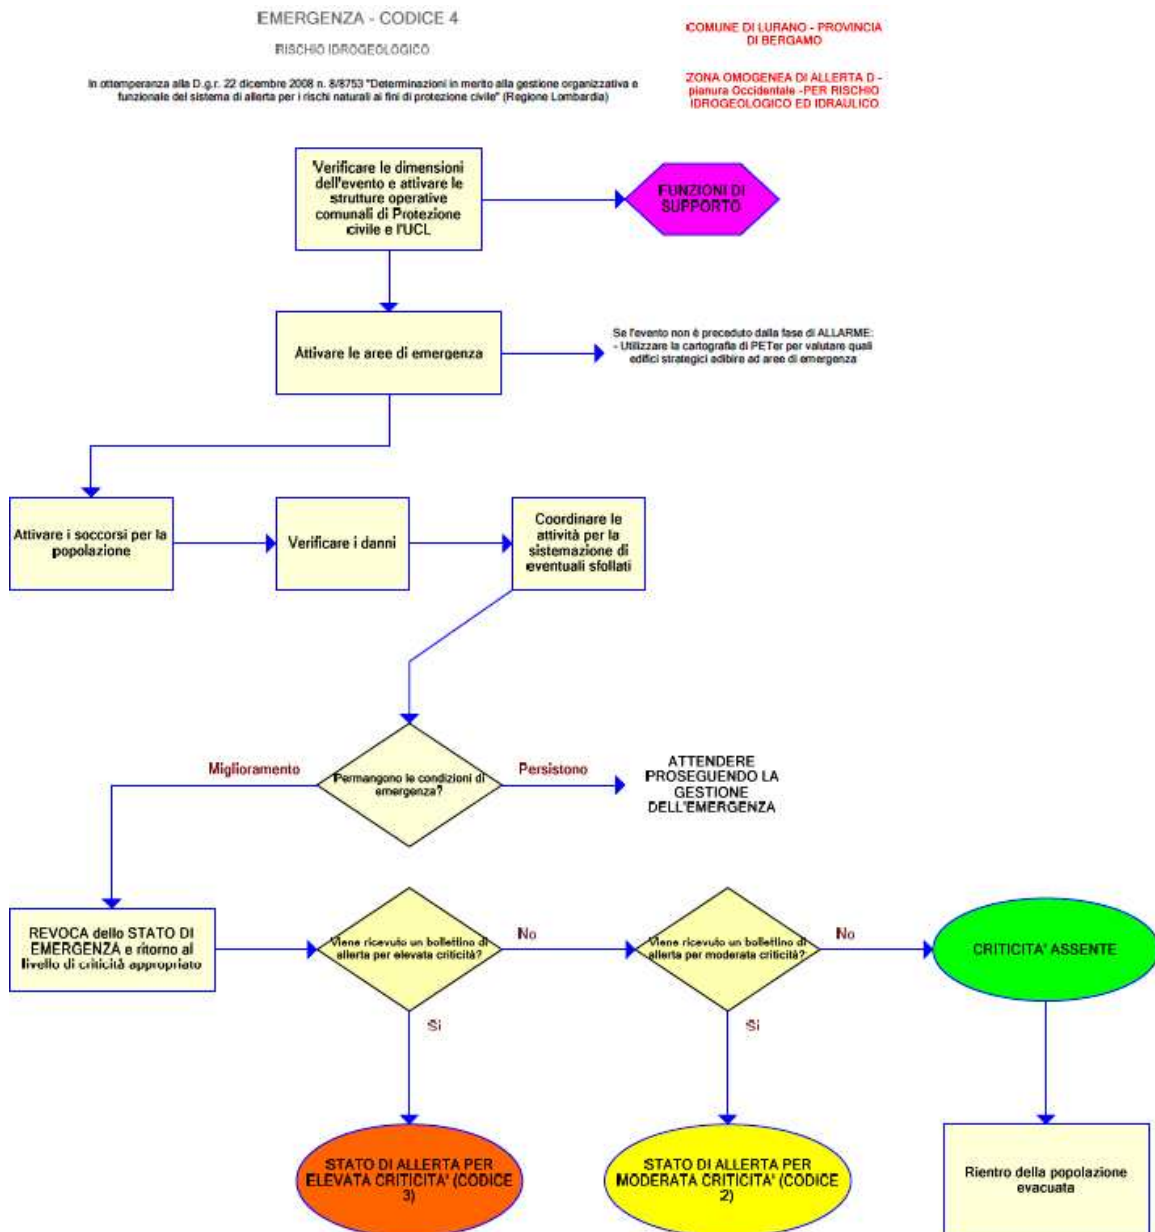 EMERGENZA - CODICE 4
RISCHIO IDROGEOLOGICO
In ottemperanza alla D.g.r. 22 dicembre 2008 n. 8/8753 "Determinazioni in merito alla gestione organizzativa e
funzionale del sistema di allerta per i rischi naturali ai fini di protezione civile" (Regione Lombardia)
COMUNE DI LURANO - PROVINCIA
DI BERGAMO
ZONA OMOGENEA DI ALLERTA D -
pianura Occidentale -PER RISCHIO
IDROGEOLOGICO ED IDRAULICO
Verificare le dimensioni
dell'evento e attivare le
strutture operative
comunali di Protezione
civile e l'UCL
FUNZIONI DI
SUPPORTO
Attivare le aree di emergenza
Se l'evento non è preceduto dalla fase di ALLARME:
- Utilizzare la cartografia di PETer per valutare quali
edifici strategici adibire ad aree di emergenza
Attivare i soccorsi per la
popolazione
Verificare i danni
Coordinare le
attività per la
sistemazione di
eventuali sfollati
Miglioramento
Permangono le condizioni di
emergenza?
Persistono
ATTENDERE
PROSEGUENDO LA
GESTIONE
DELL'EMERGENZA
REVOCA dello STATO DI
EMERGENZA e ritorno al
livello di criticità appropriato
Viene ricevuto un bollettino di
allerta per elevata criticità?
No
Viene ricevuto un bollettino di
allerta per moderata criticità?
No
CRITICITA' ASSENTE
Si
Si
STATO DI ALLERTA PER
ELEVATA CRITICITA' (CODICE
3)
STATO DI ALLERTA PER
MODERATA CRITICITA' (CODICE
2)
Rientro della popolazione
evacuata